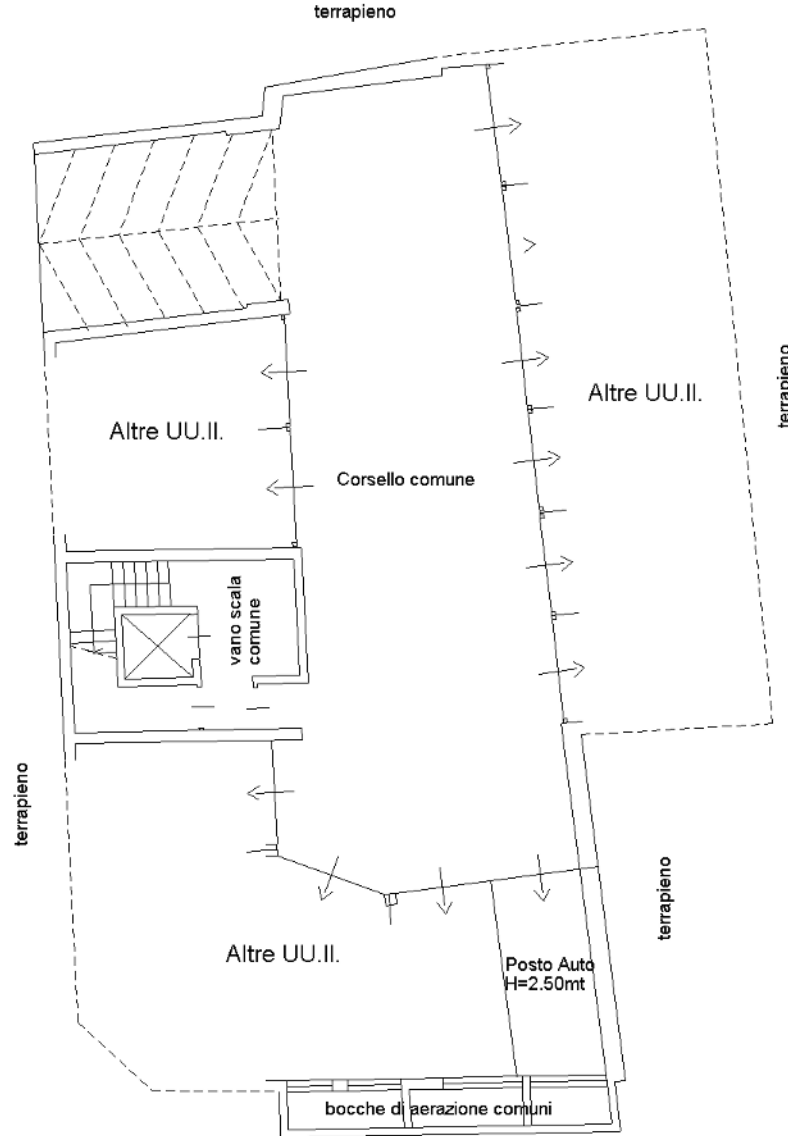 terrapieno
Altre UU.II.
terrapieno
Altre UU.II.
Corsello comune
vano scala
comune
terrapieno
terrapieno
Altre UU.II.
Posto Auto
H=2.50mt
bocche di aerazione comuni